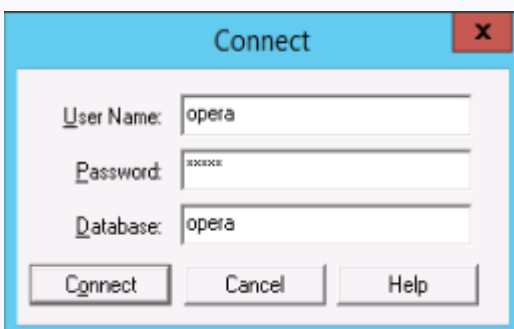 Connect
x
User Name: opera
Password: *****
Database: opera
Connect Cancel Help